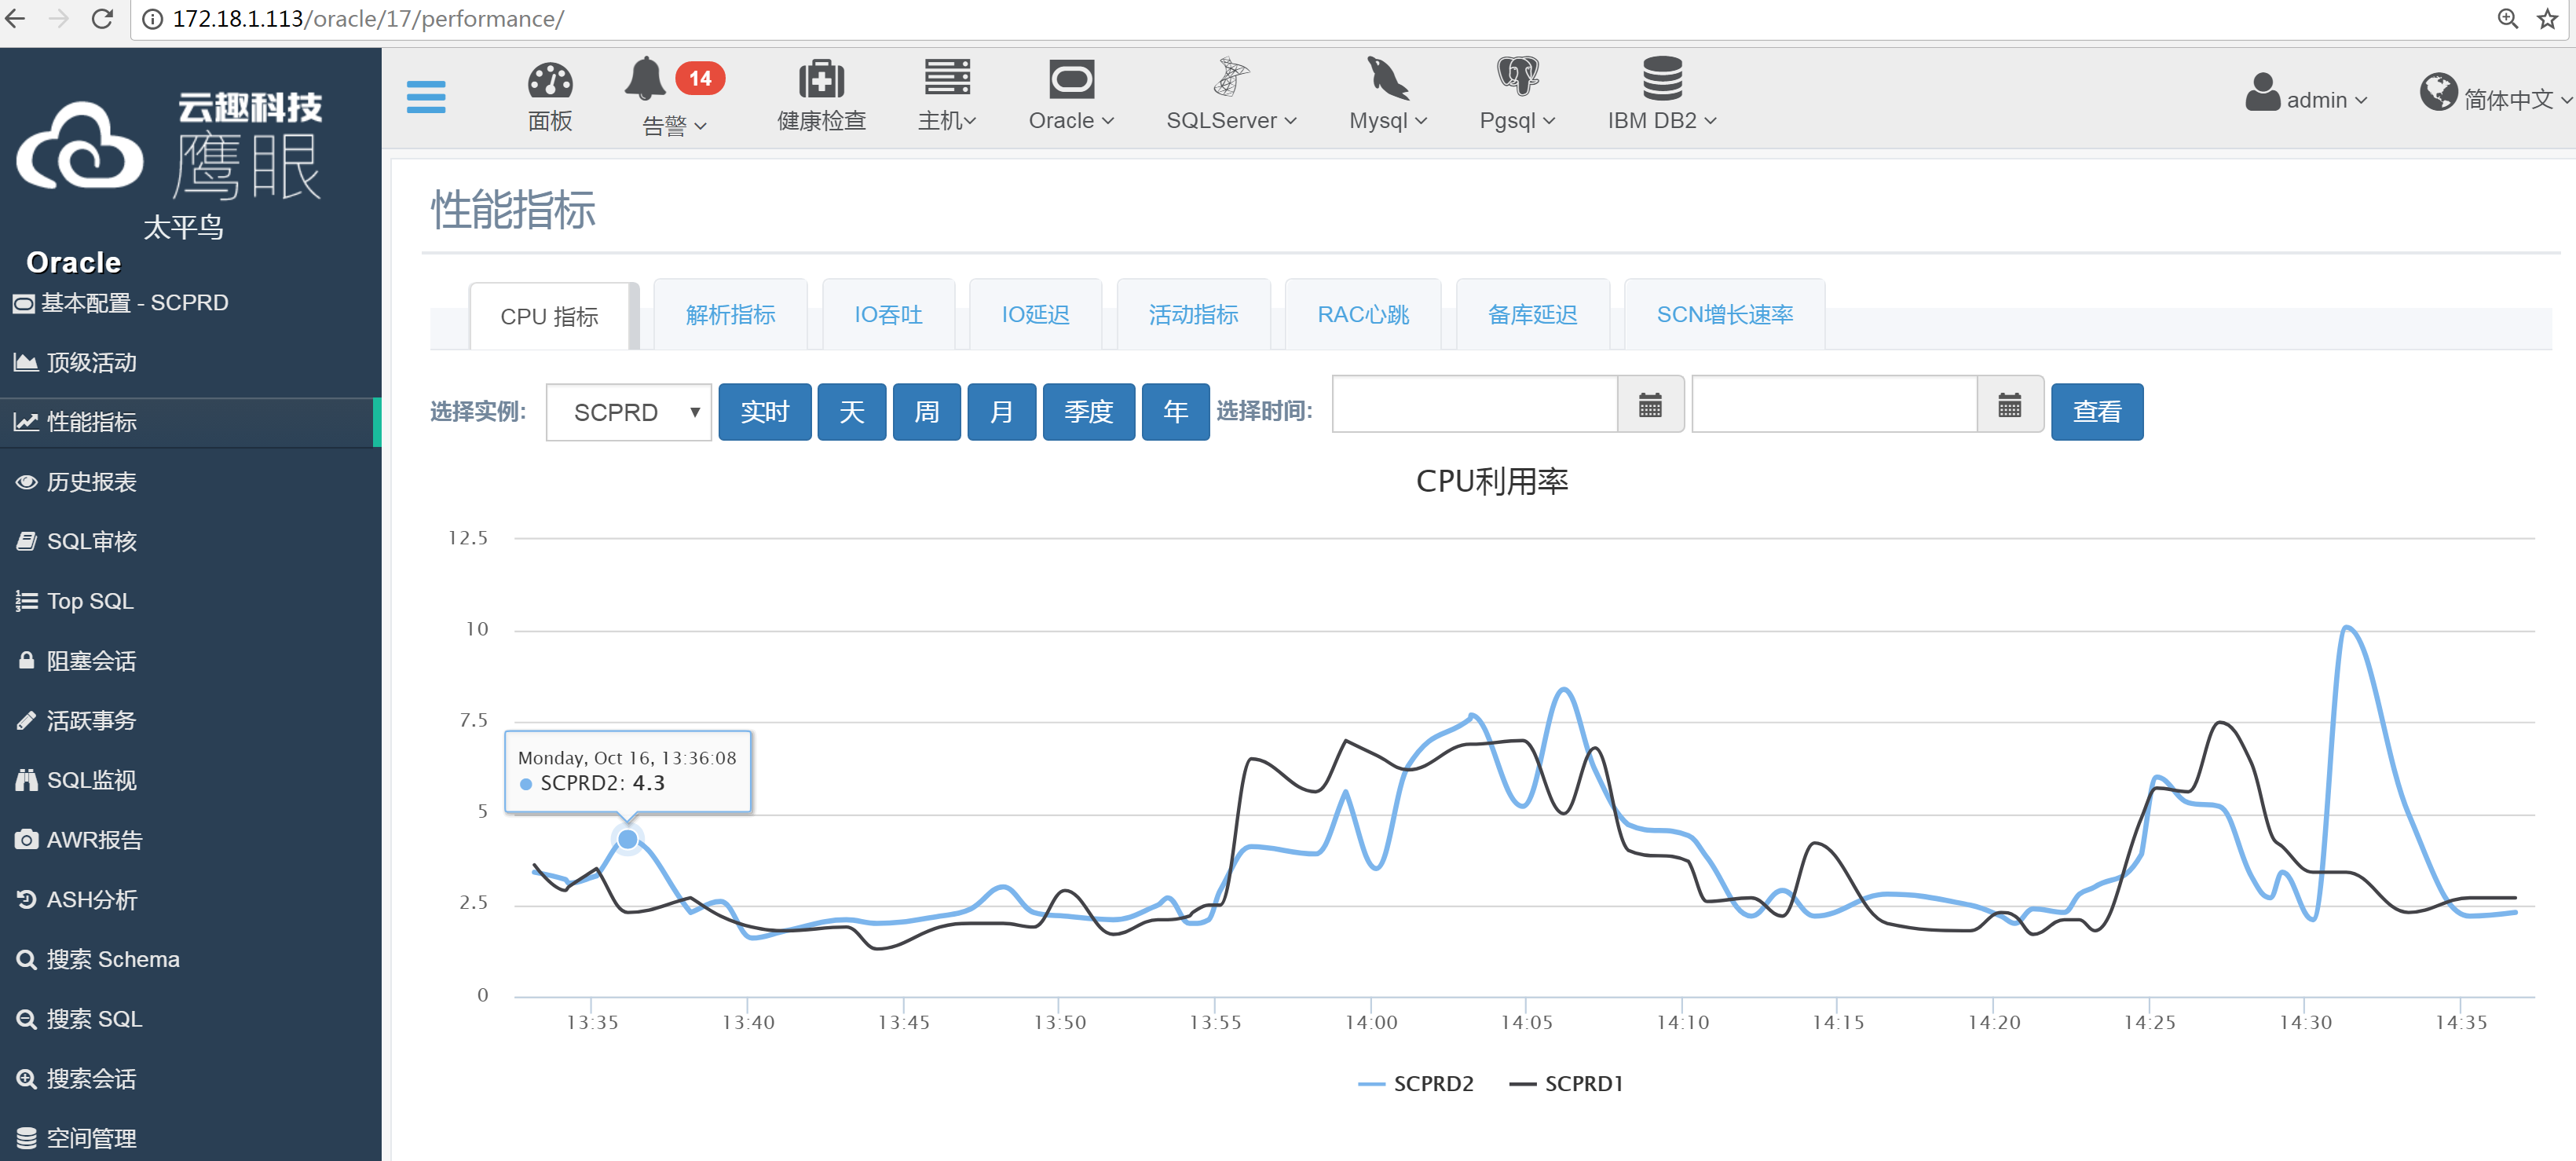 172.18.1.113/oracle/17/performance/
云趣科技
鹰眼
太平鸟
Oracle
基本配置 - SCPRD
顶级活动
性能指标
历史报表
SQL审核
Top SQL
阻塞会话
活跃事务
SQL监视
AWR报告
ASH分析
搜索 Schema
搜索 SQL
搜索会话
空间管理
面板
14
告警
健康检查
主机
Oracle
SQLServer
Mysql
Pgsql
IBM DB2
admin
简体中文
性能指标
CPU 指标
解析指标
IO吞吐
IO延迟
活动指标
RAC心跳
备库延迟
SCN增长速率
选择实例:
SCPRD
实时
天
周
月
季度
年
选择时间:
查看
CPU利用率
12.5
10
7.5
5
2.5
0
Monday, Oct 16, 13:36:08
SCPRD2: 4.3
13:35
13:40
13:45
13:50
13:55
14:00
14:05
14:10
14:15
14:20
14:25
14:30
14:35
SCPRD2
SCPRD1